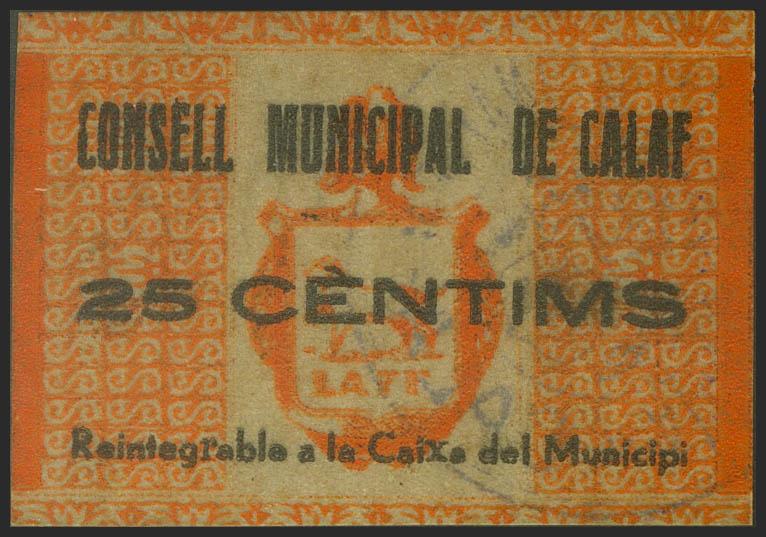 CONSELL MUNICIPAL DE CALAF
25 CÈNTIMS
Reintegrable a la Caixa del Municipi